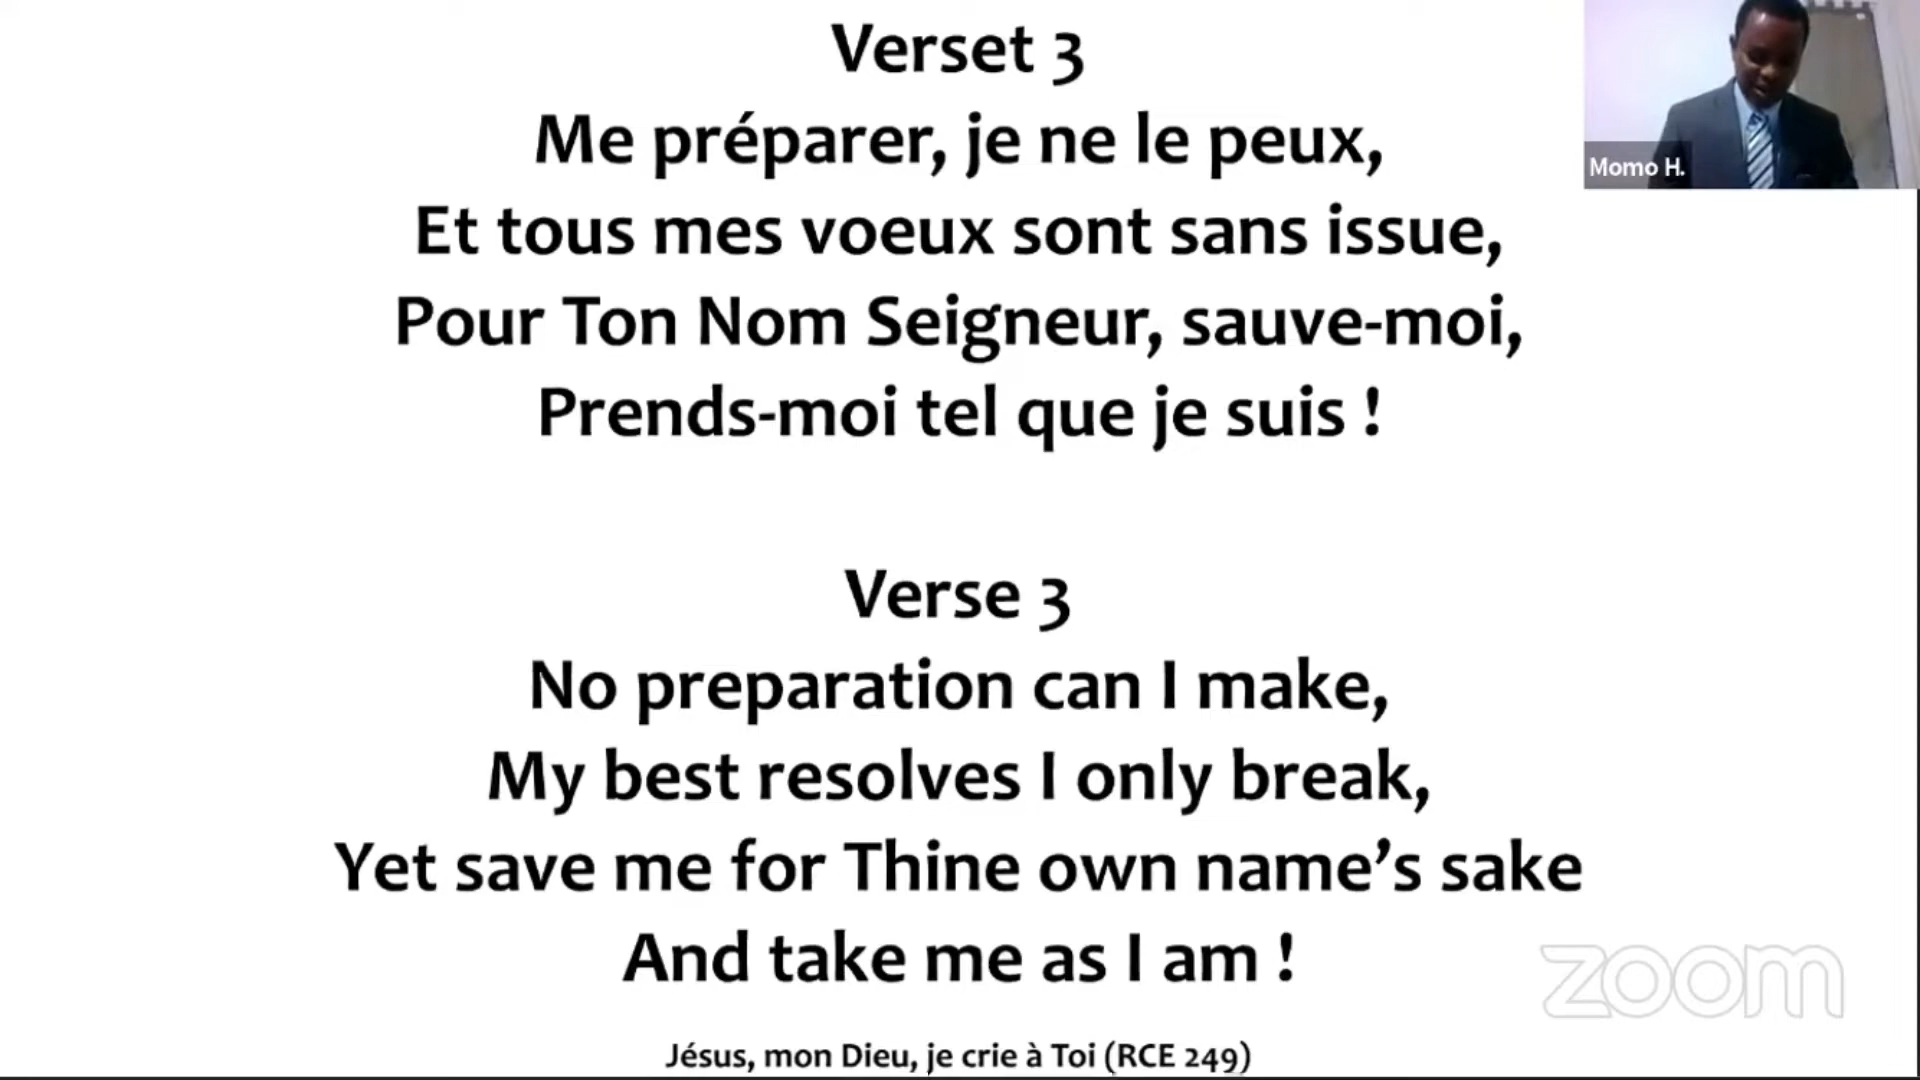 Verset 3
Me préparer, je ne le peux,
Et tous mes voeux sont sans issue,
Pour Ton Nom Seigneur, sauve-moi,
Prends-moi tel que je suis !
Momo H.
Verse 3
No preparation can I make,
My best resolves I only break,
Yet save me for Thine own name’s sake
And take me as I am !
zoom
Jésus, mon Dieu, je crie à Toi (RCE 249)